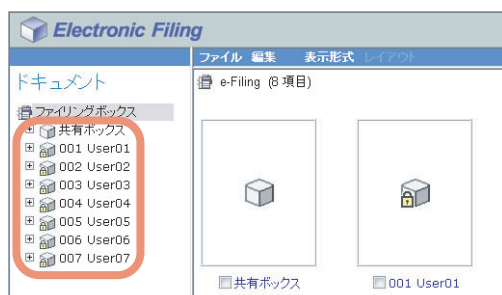 Electronic Filing
ファイル 編集 表示形式 レイアウト
ドキュメント
ファイリングボックス
共有ボックス
001 User01
002 User02
003 User03
004 User04
005 User05
006 User06
007 User07
e-Filing (8 項目)
共有ボックス 001 User01